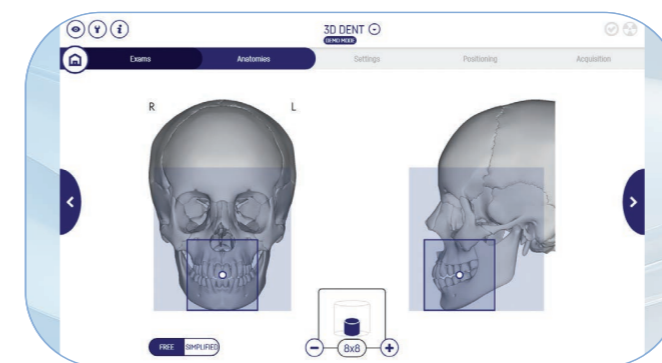 3D DENT
DEMO MODE
Exams Anatomies Settings Positioning Acquisition
R L
FREE SIMPLIFIED
8x8